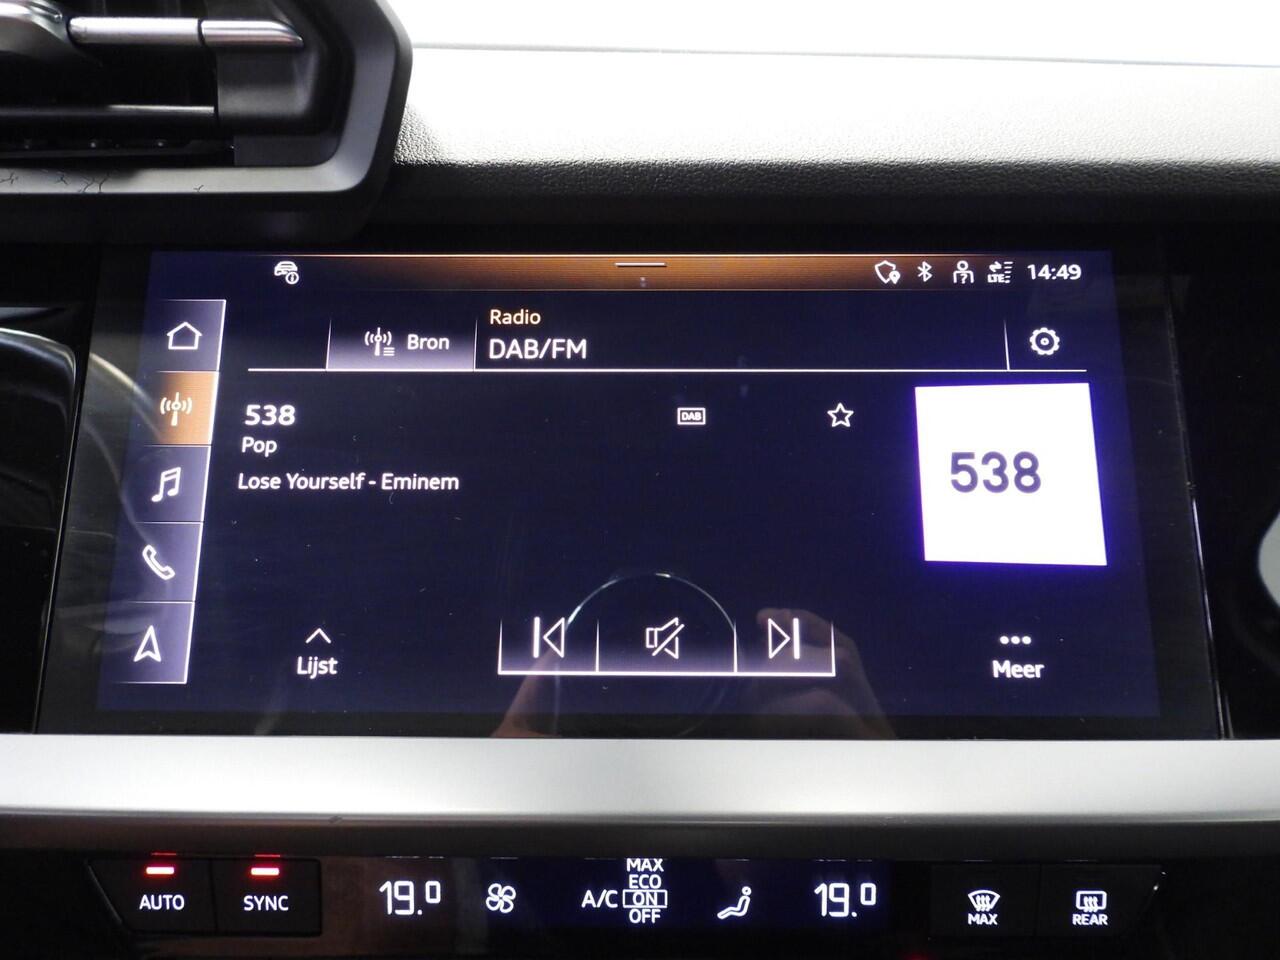 LTE 14:49
Bron
Radio
DAB/FM
538
Pop
DAB
Lose Yourself - Eminem
538
Lijst
Meer
AUTO
SYNC
19.0
A/C
MAX
ECO
ON
OFF
19.0
MAX
REAR